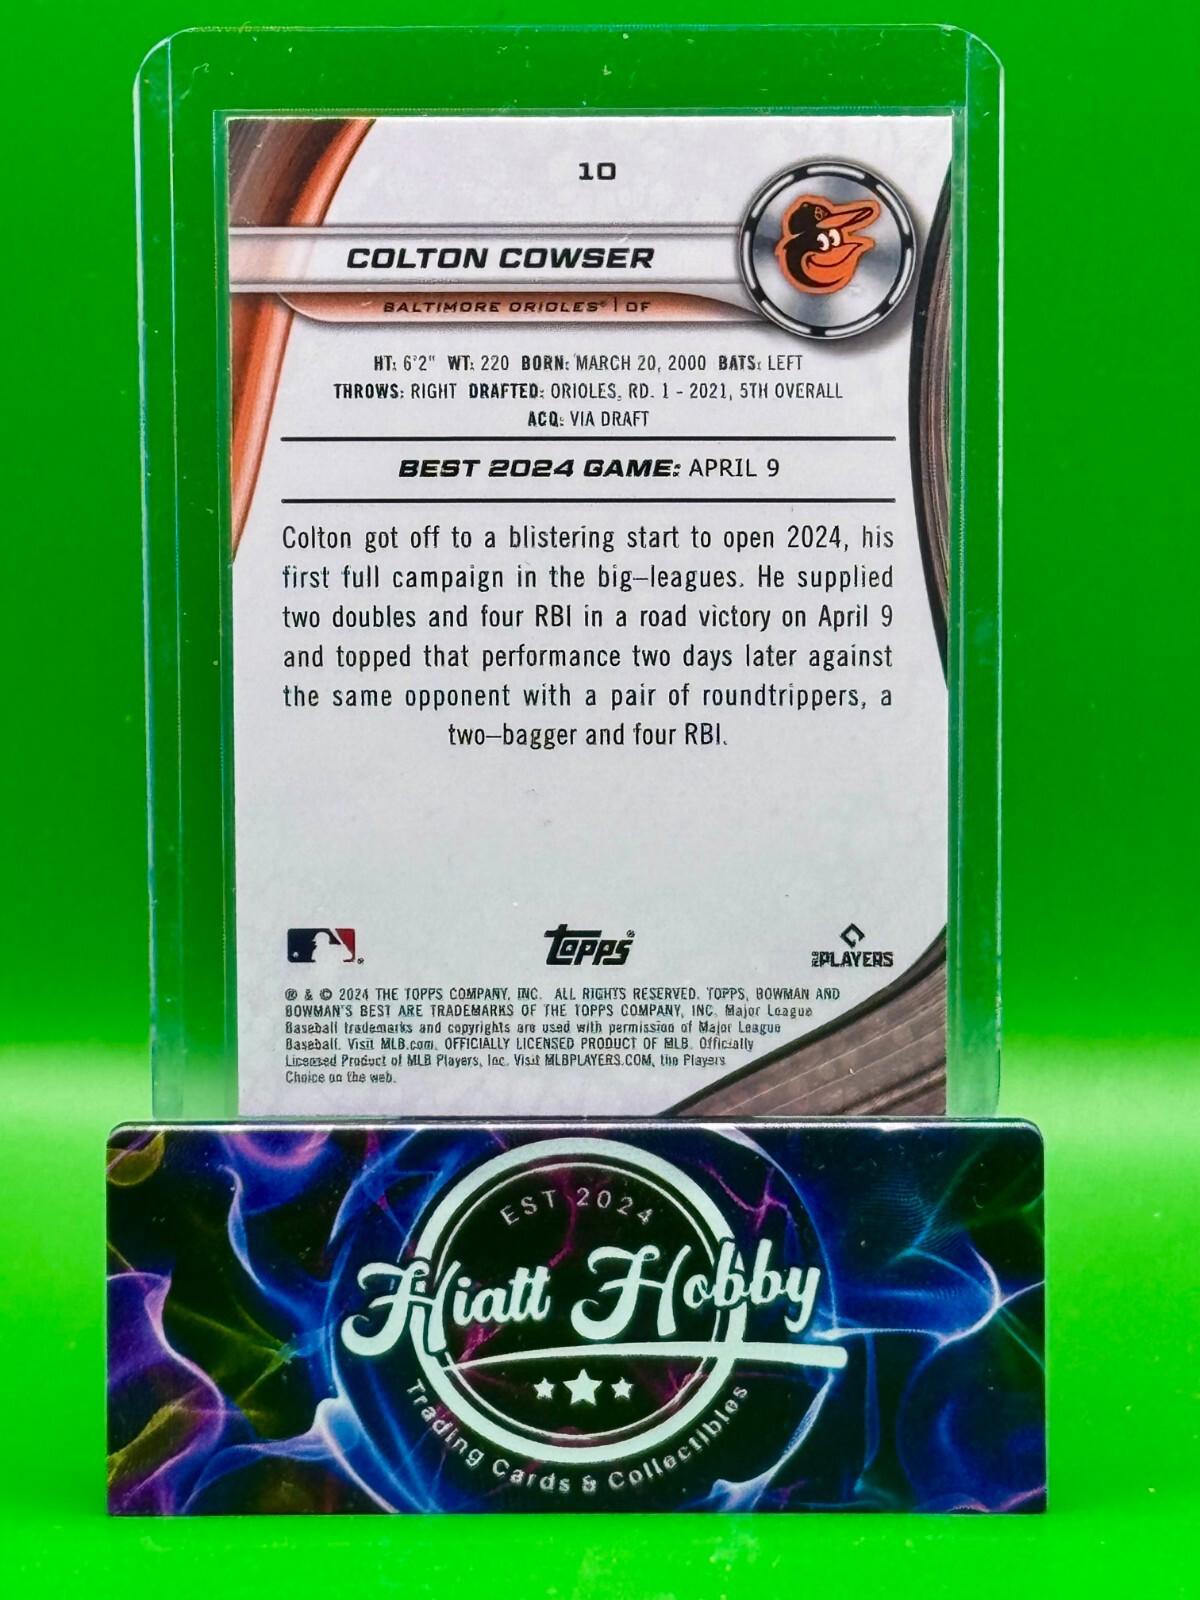 10
COLTON COWSER
BALTIMORE ORIOLES® | OF
HT: 6'2" WT: 220 BORN: MARCH 20, 2000 BATS: LEFT
THROWS: RIGHT DRAFTED: ORIOLES, RD. 1 - 2021, 5TH OVERALL
ACQ: VIA DRAFT
BEST 2024 GAME: APRIL 9
Colton got off to a blistering start to open 2024, his
first full campaign in the big–leagues. He supplied
two doubles and four RBI in a road victory on April 9
and topped that performance two days later against
the same opponent with a pair of roundtrippers, a
two–bagger and four RBI.
Topps®
MLB PLAYERS
® & © 2024 THE TOPPS COMPANY, INC. ALL RIGHTS RESERVED. TOPPS, BOWMAN AND
BOWMAN'S BEST ARE TRADEMARKS OF THE TOPPS COMPANY, INC. Major League
Baseball trademarks and copyrights are used with permission of Major League
Baseball. Visit MLB.com. OFFICIALLY LICENSED PRODUCT OF MLB. Officially
Licensed Product of MLB Players, Inc. Visit MLBPLAYERS.COM, the Players
Choice on the web.
EST 2024
Hiatt Hobby
Trading Cards & Collectibles